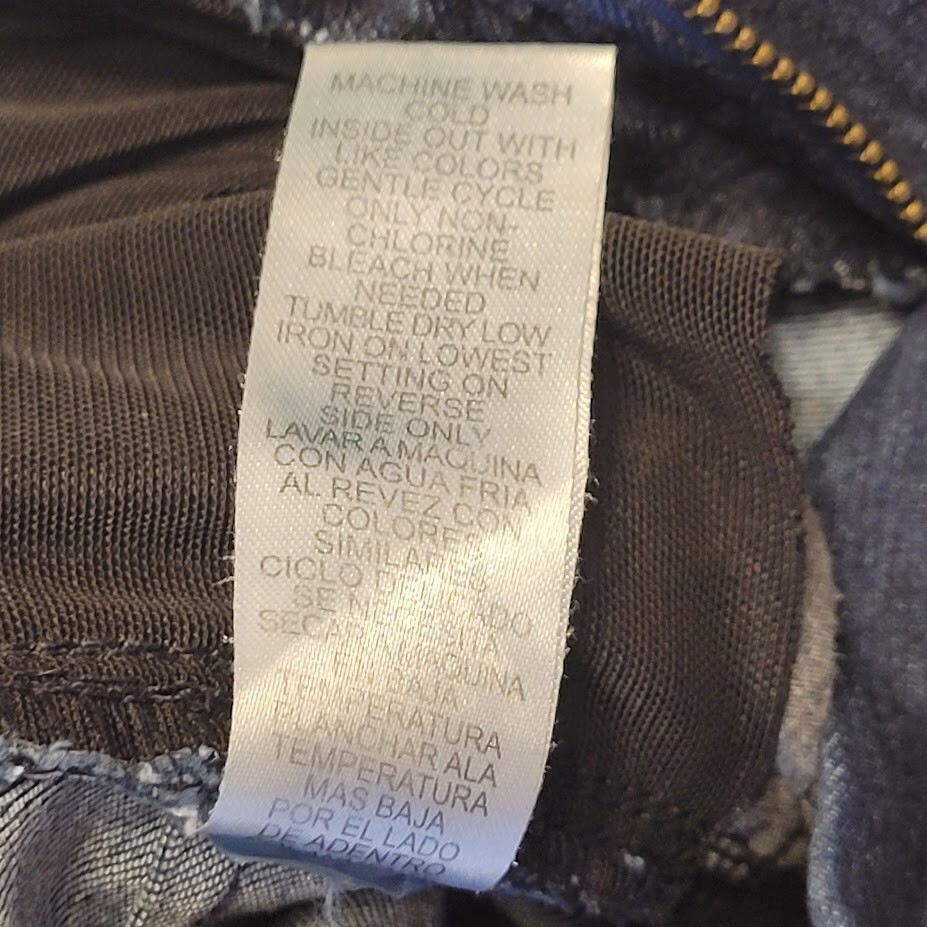 MACHINE WASH
COLD
INSIDE OUT WITH
LIKE COLORS
GENTLE CYCLE
ONLY NON-
CHLORINE
BLEACH WHEN
NEEDED
TUMBLE DRY LOW
IRON ON LOWEST
SETTING ON
REVERSE
SIDE ONLY
LAVAR A MAQUINA
CON AGUA FRIA
AL REVEZ CON
COLORES
SIMILARES
CICLO
SE
SECAR
MAQUINA
BAJA
TEMPERATURA
PLANCHAR ALA
TEMPERATURA
MAS BAJA
POR EL LADO
DE ADENTRO